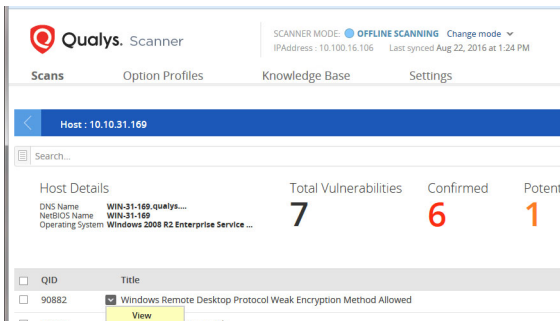 Qualys. Scanner
SCANNER MODE: OFFLINE SCANNING Change mode
IPAddress : 10.100.16.106 Last synced Aug 22, 2016 at 1:24 PM
Scans Option Profiles Knowledge Base Settings
Host : 10.10.31.169
Search...
Host Details
DNS Name WIN-31-169.qualys....
NetBIOS Name WIN-31-169
Operating System Windows 2008 R2 Enterprise Service ...
Total Vulnerabilities Confirmed Potent
7 6 1
QID Title
90882 Windows Remote Desktop Protocol Weak Encryption Method Allowed
View